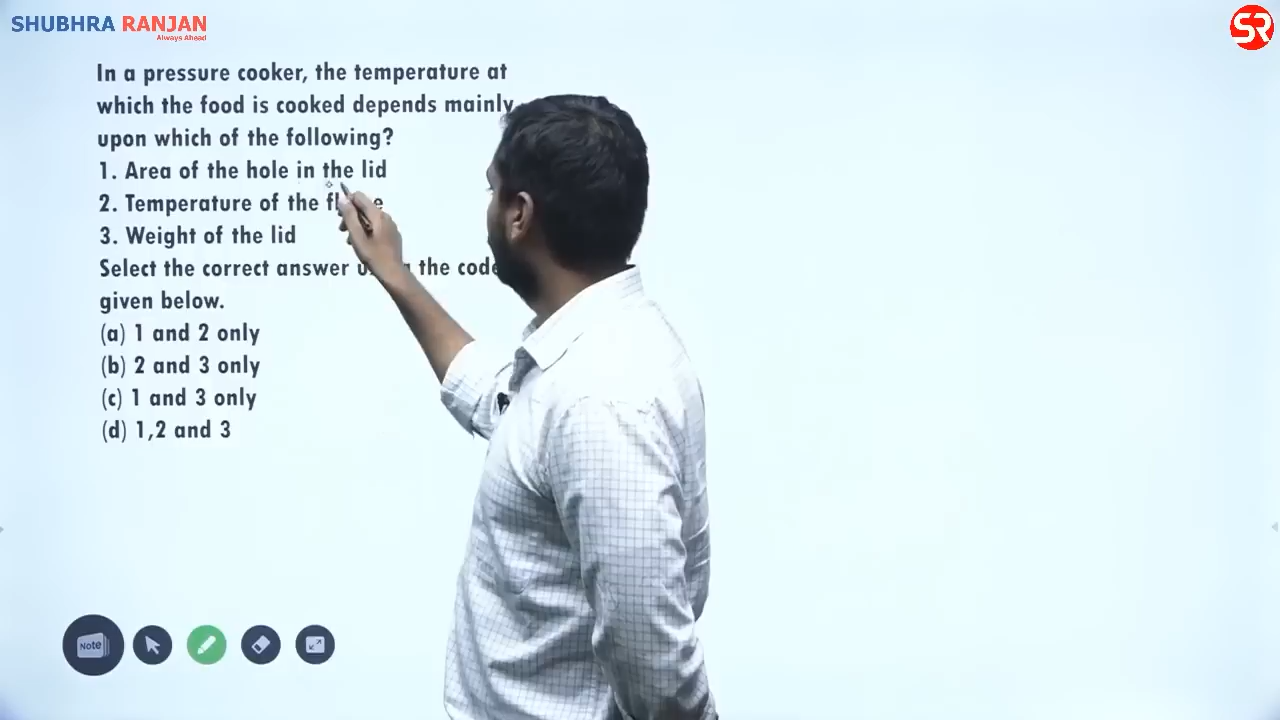 SHUBHRA RANJAN
Always Ahead
SR
In a pressure cooker, the temperature at
which the food is cooked depends mainly
upon which of the following?
1. Area of the hole in the lid
2. Temperature of the
3. Weight of the lid
Select the correct answer the code
given below.
(a) 1 and 2 only
(b) 2 and 3 only
(c) 1 and 3 only
(d) 1,2 and 3
Note